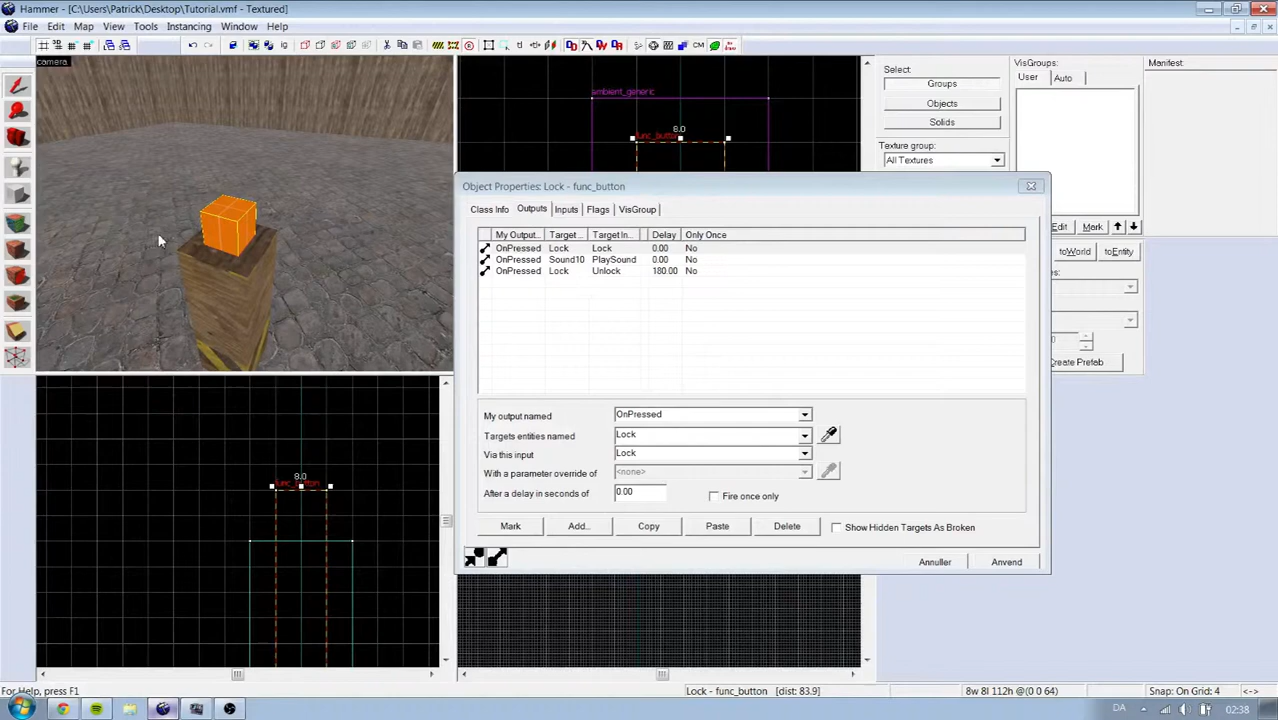 Hammer - [C:\Users\Patrick\Desktop\Tutorial.vmf - Textured]
File Edit Map View Tools Instancing Window Help
camera
ambient_generic
8.0
func_button
Select:
Groups
Objects
Solids
Texture group:
All Textures
VisGroups:
User Auto
Manifest:
Edit Mark
toWorld toEntity
Create Prefab
Object Properties: Lock - func_button
Class Info Outputs Inputs Flags VisGroup
My Output... Target ... Target In... Delay Only Once
OnPressed Lock Lock 0.00 No
OnPressed Sound10 PlaySound 0.00 No
OnPressed Lock Unlock 180.00 No
My output named OnPressed
Targets entities named Lock
Via this input Lock
With a parameter override of <none>
After a delay in seconds of 0.00 Fire once only
Mark Add... Copy Paste Delete Show Hidden Targets As Broken
Annuller Anvend
8.0
func_button
For Help, press F1 Lock - func_button [dist: 83.9] 8w 8l 112h @(0 0 64) Snap: On Grid: 4 <->
DA 02:38